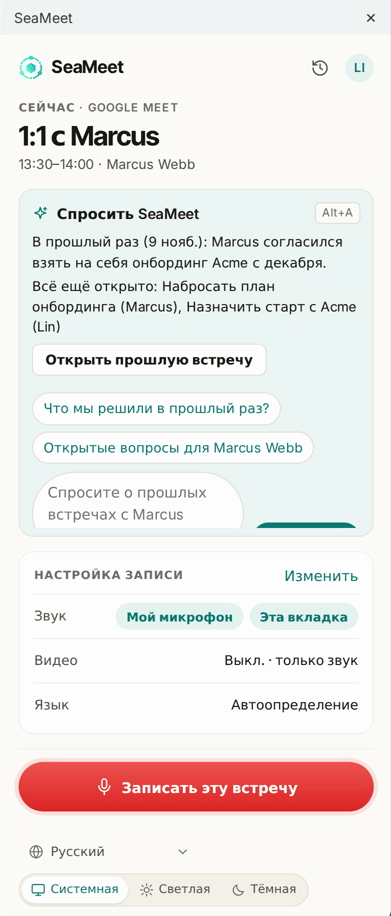 SeaMeet
SeaMeet
LI
СЕЙЧАС · GOOGLE MEET
1:1 с Marcus
13:30–14:00 · Marcus Webb
Спросить SeaMeet
Alt+A
В прошлый раз (9 нояб.): Marcus согласился
взять на себя онбординг Acme с декабря.
Всё ещё открыто: Набросать план
онбординга (Marcus), Назначить старт с Acme
(Lin)
Открыть прошлую встречу
Что мы решили в прошлый раз?
Открытые вопросы для Marcus Webb
Спросите о прошлых
встречах с Marcus
НАСТРОЙКА ЗАПИСИ
Изменить
Звук
Мой микрофон
Эта вкладка
Видео
Выкл. · только звук
Язык
Автоопределение
Записать эту встречу
Русский
Системная
Светлая
Тёмная